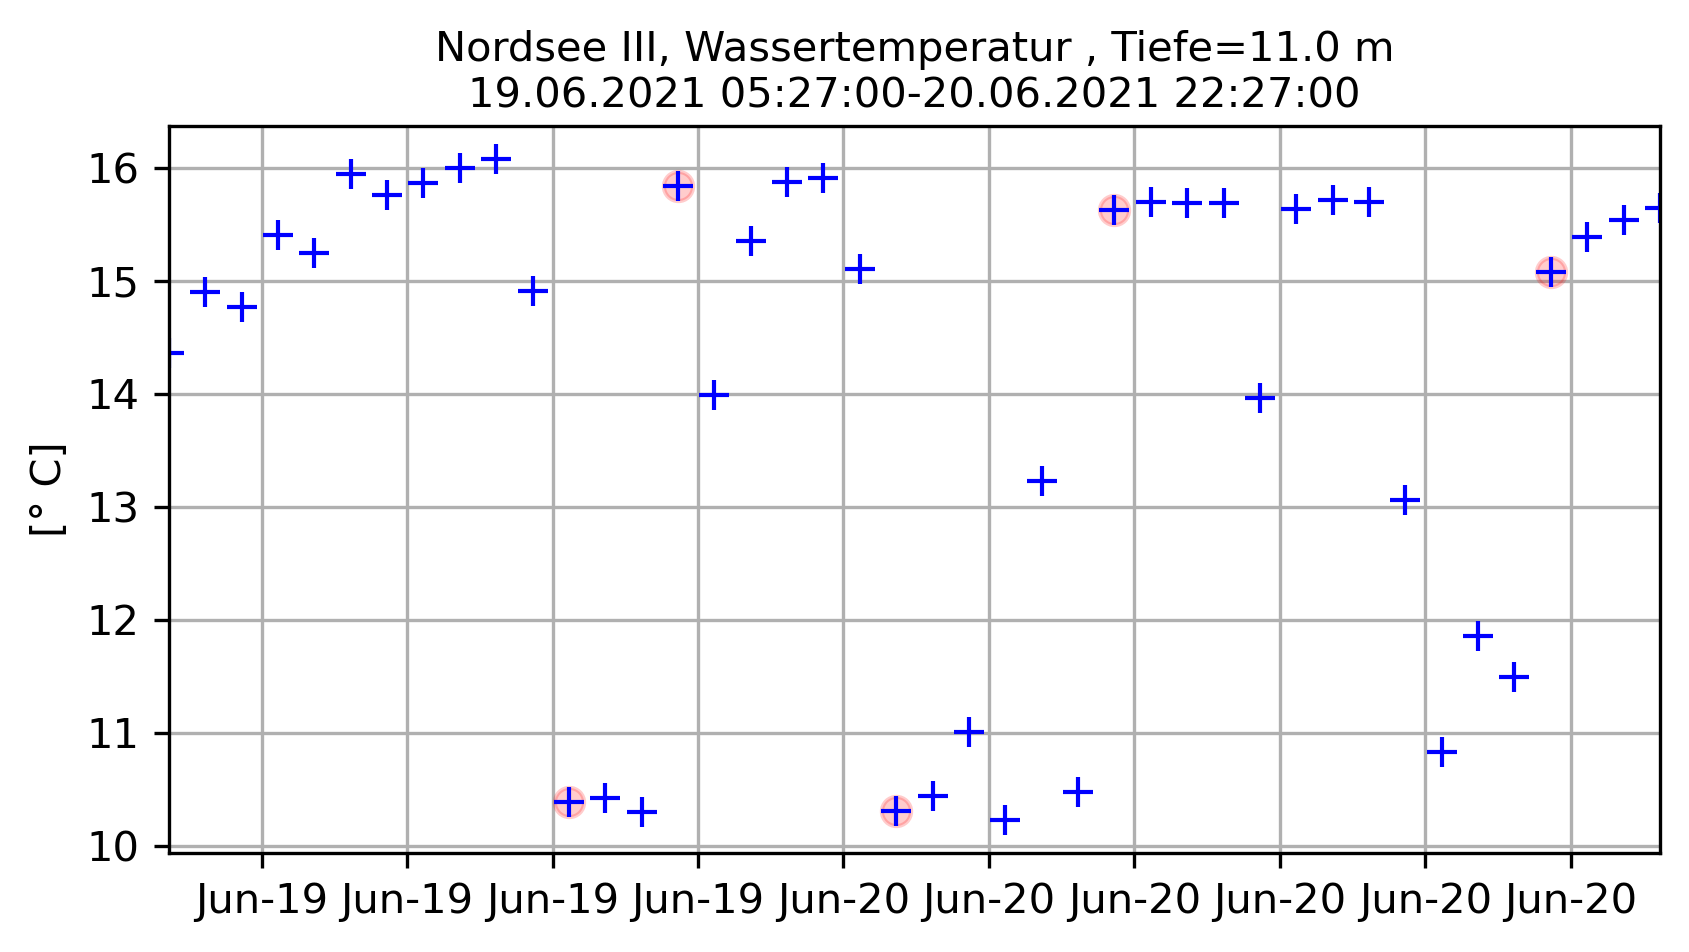 Nordsee III, Wassertemperatur , Tiefe=11.0 m
19.06.2021 05:27:00-20.06.2021 22:27:00
16
15
14
13
12
11
10
[° C]
Jun-19 Jun-19 Jun-19 Jun-19 Jun-20 Jun-20 Jun-20 Jun-20 Jun-20 Jun-20